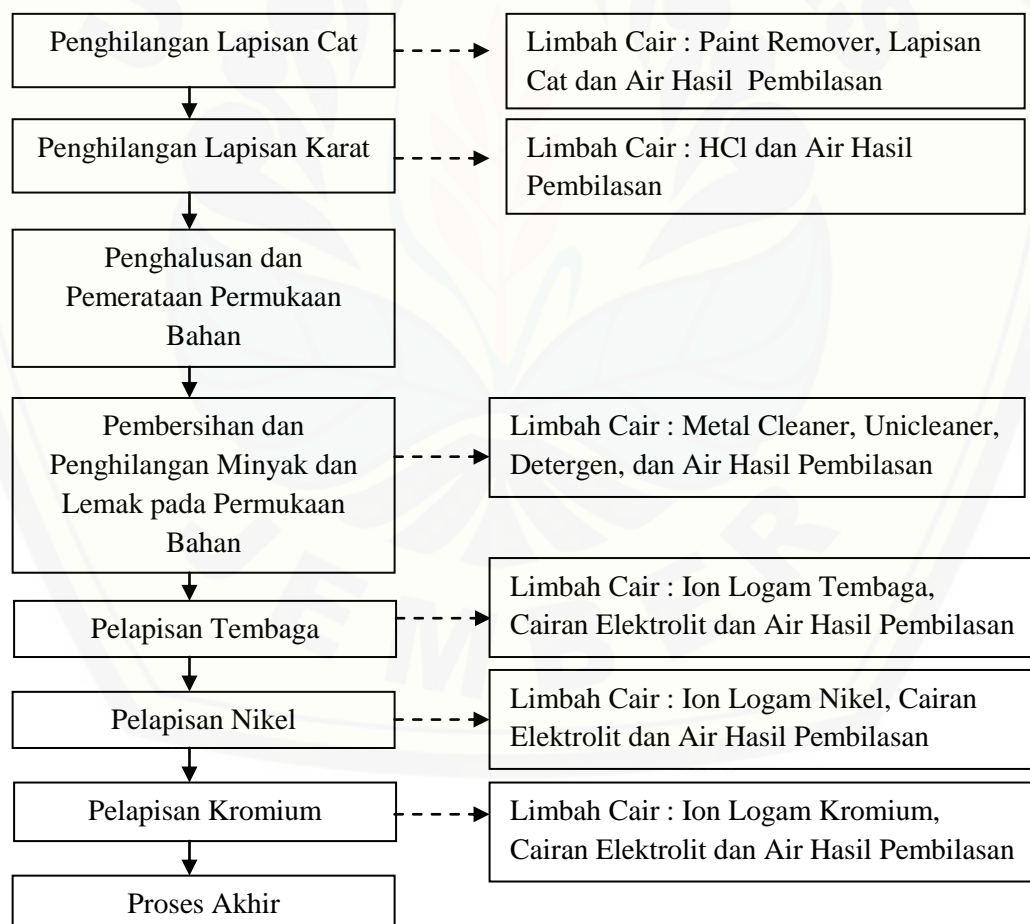 Penghilangan Lapisan Cat
Limbah Cair : Paint Remover, Lapisan
Cat dan Air Hasil Pembilasan
Penghilangan Lapisan Karat
Limbah Cair : HCl dan Air Hasil
Pembilasan
Penghalusan dan
Pemerataan Permukaan
Bahan
Pembersihan dan
Penghilangan Minyak dan
Lemak pada Permukaan
Bahan
Limbah Cair : Metal Cleaner, Unicleaner,
Detergen, dan Air Hasil Pembilasan
Pelapisan Tembaga
Limbah Cair : Ion Logam Tembaga,
Cairan Elektrolit dan Air Hasil Pembilasan
Pelapisan Nikel
Limbah Cair : Ion Logam Nikel, Cairan
Elektrolit dan Air Hasil Pembilasan
Pelapisan Kromium
Limbah Cair : Ion Logam Kromium,
Cairan Elektrolit dan Air Hasil Pembilasan
Proses Akhir
JEMBER